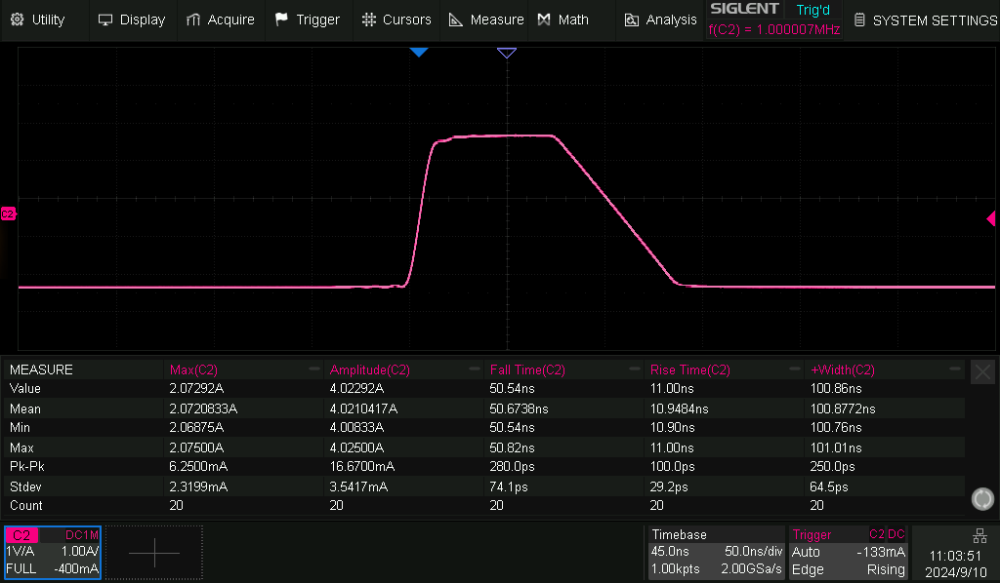 Utility Display Acquire Trigger Cursors Measure Math Analysis SIGLENT Trig'd SYSTEM SETTINGS
f(C2) = 1.000007MHz
C2
MEASURE Max(C2) Amplitude(C2) Fall Time(C2) Rise Time(C2) +Width(C2)
Value 2.07292A 4.02292A 50.54ns 11.00ns 100.86ns
Mean 2.0720833A 4.0210417A 50.6738ns 10.9484ns 100.8772ns
Min 2.06875A 4.00833A 50.54ns 10.90ns 100.76ns
Max 2.07500A 4.02500A 50.82ns 11.00ns 101.01ns
Pk-Pk 6.2500mA 16.6700mA 280.0ps 100.0ps 250.0ps
Stdev 2.3199mA 3.5417mA 74.1ps 29.2ps 64.5ps
Count 20 20 20 20 20
C2 DC1M Timebase Trigger C2 DC
1V/A 1.00A/ 45.0ns 50.0ns/div Auto -133mA 11:03:51
FULL -400mA 1.00kpts 2.00GSa/s Edge Rising 2024/9/10